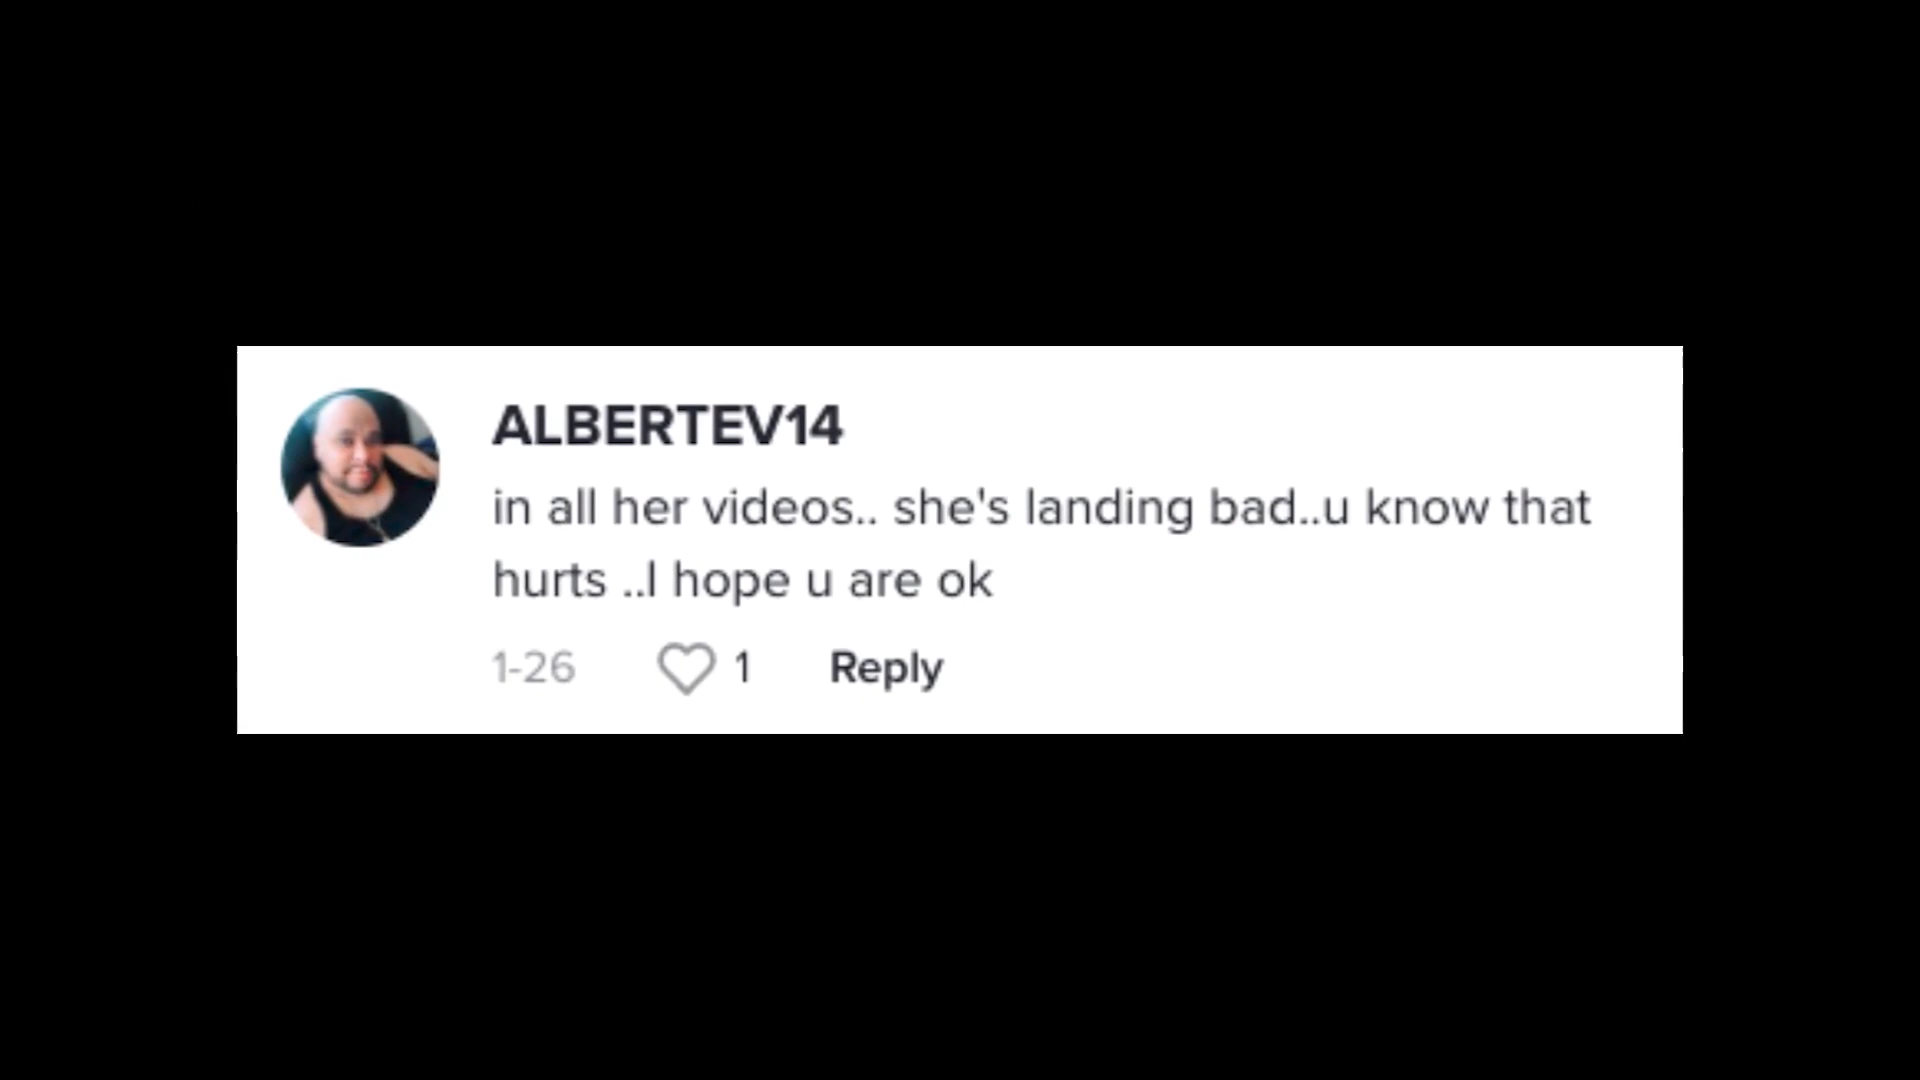 ALBERTEV14
in all her videos.. she's landing bad..u know that
hurts ..I hope u are ok
1-26 1 Reply